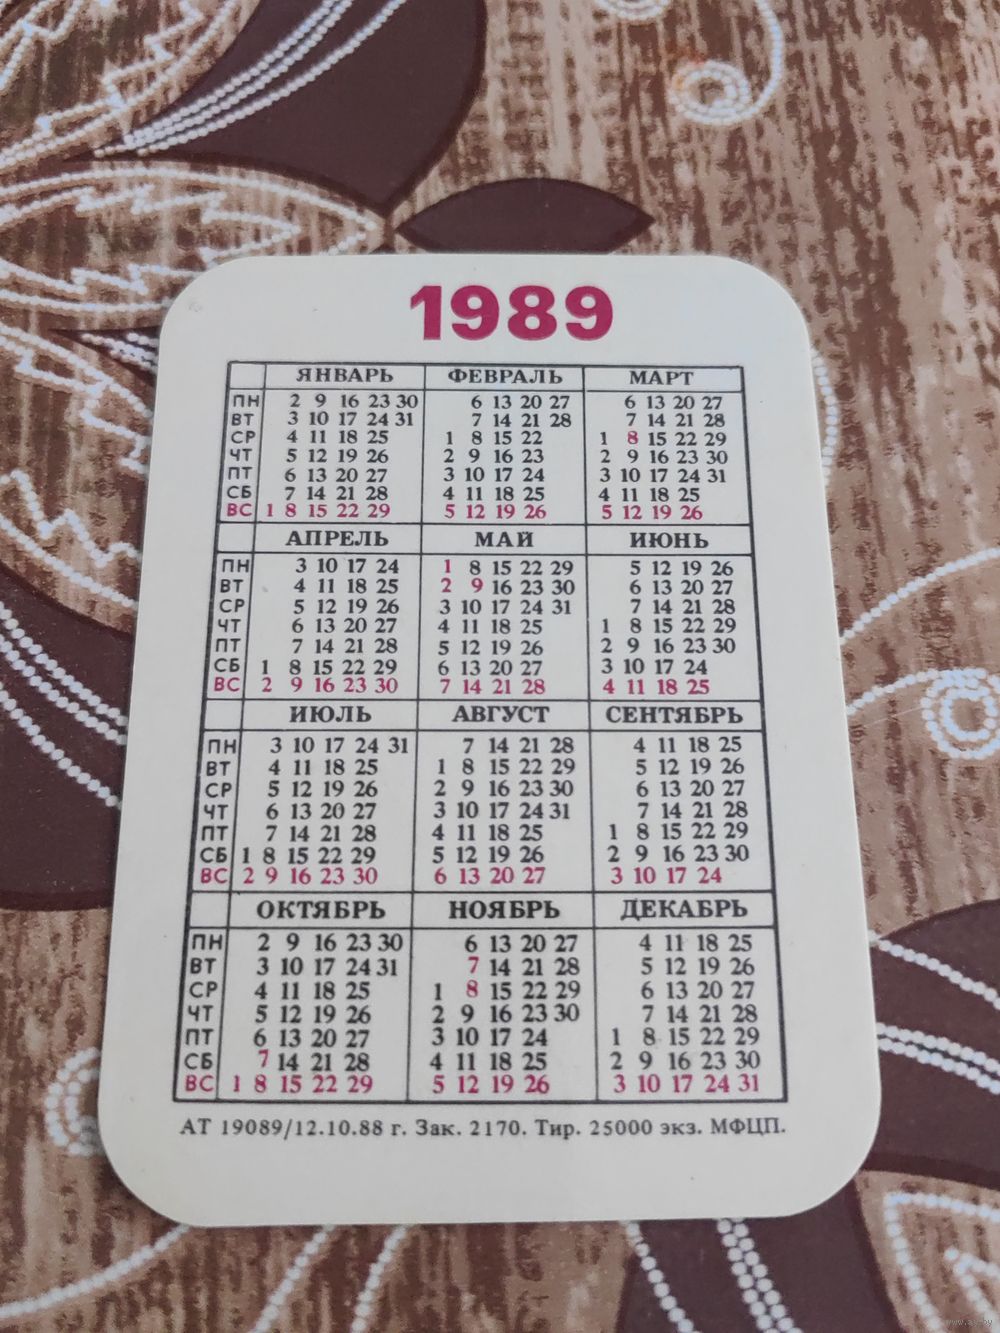 1989
ЯНВАРЬ ФЕВРАЛЬ МАРТ
ПН 2 9 16 23 30 6 13 20 27 6 13 20 27
ВТ 3 10 17 24 31 7 14 21 28 7 14 21 28
СР 4 11 18 25 1 8 15 22 1 8 15 22 29
ЧТ 5 12 19 26 2 9 16 23 2 9 16 23 30
ПТ 6 13 20 27 3 10 17 24 3 10 17 24 31
СБ 7 14 21 28 4 11 18 25 4 11 18 25
ВС 1 8 15 22 29 5 12 19 26 5 12 19 26
АПРЕЛЬ МАЙ ИЮНЬ
ПН 3 10 17 24 1 8 15 22 29 5 12 19 26
ВТ 4 11 18 25 2 9 16 23 30 6 13 20 27
СР 5 12 19 26 3 10 17 24 31 7 14 21 28
ЧТ 6 13 20 27 4 11 18 25 1 8 15 22 29
ПТ 7 14 21 28 5 12 19 26 2 9 16 23 30
СБ 1 8 15 22 29 6 13 20 27 3 10 17 24
ВС 2 9 16 23 30 7 14 21 28 4 11 18 25
ИЮЛЬ АВГУСТ СЕНТЯБРЬ
ПН 3 10 17 24 31 7 14 21 28 4 11 18 25
ВТ 4 11 18 25 1 8 15 22 29 5 12 19 26
СР 5 12 19 26 2 9 16 23 30 6 13 20 27
ЧТ 6 13 20 27 3 10 17 24 31 7 14 21 28
ПТ 7 14 21 28 4 11 18 25 1 8 15 22 29
СБ 1 8 15 22 29 5 12 19 26 2 9 16 23 30
ВС 2 9 16 23 30 6 13 20 27 3 10 17 24
ОКТЯБРЬ НОЯБРЬ ДЕКАБРЬ
ПН 2 9 16 23 30 6 13 20 27 4 11 18 25
ВТ 3 10 17 24 31 7 14 21 28 5 12 19 26
СР 4 11 18 25 1 8 15 22 29 6 13 20 27
ЧТ 5 12 19 26 2 9 16 23 30 7 14 21 28
ПТ 6 13 20 27 3 10 17 24 1 8 15 22 29
СБ 7 14 21 28 4 11 18 25 2 9 16 23 30
ВС 1 8 15 22 29 5 12 19 26 3 10 17 24 31
АТ 19089/12.10.88 г. Зак. 2170. Тир. 25000 экз. МФЦП.